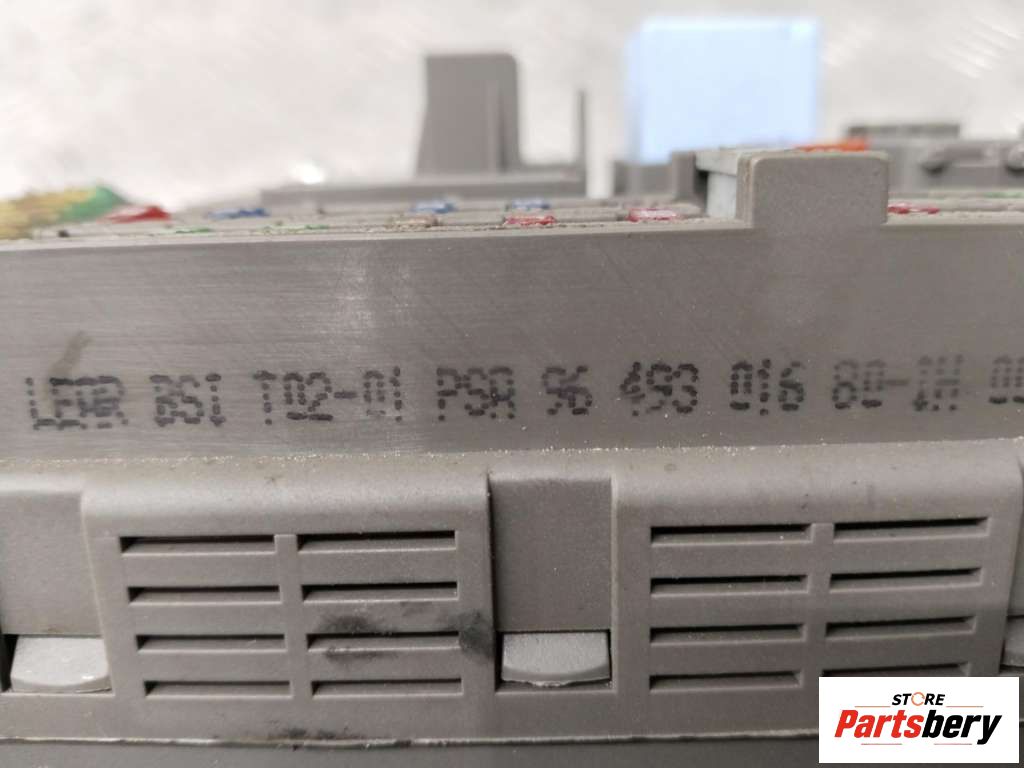 LEAR BSI T02-01 PSA 96 493 016 80-
STORE
Partsbery